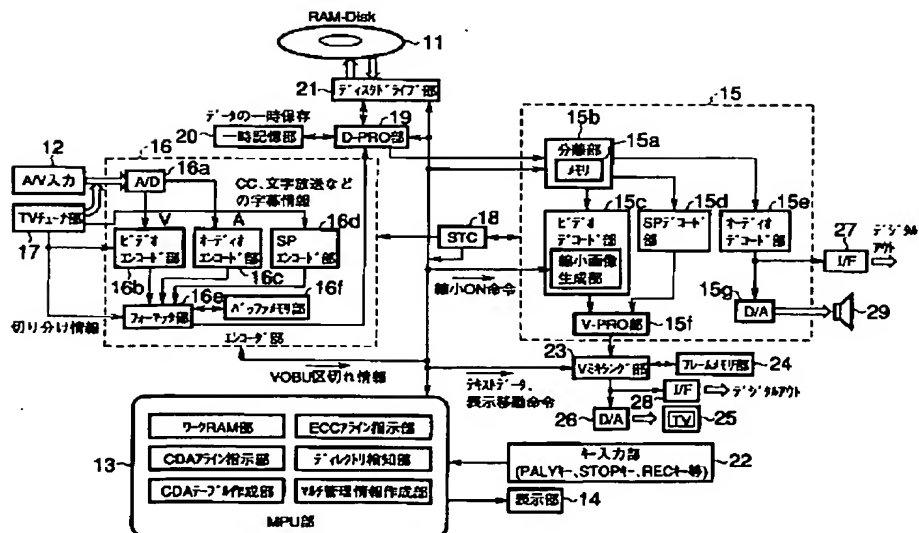 RAM-Disk
11
21
ディスクドライブ部
データの一時保存
19
20
一時記憶部
D-PRO部
15
15b
分離部
15a
メモリ
12
16
16a
A/V入力
A/D
CC、文字放送など
の字幕情報
TVチューナ部
17
V
A
16d
ビデオ
エンコード部
オーディオ
エンコード部
SP
エンコード部
16b
16c
16e
16f
フォーマッタ部
バッファメモリ部
切り分け情報
エンコーダ部
18
STC
15c
15d
15e
ビデオ
デコード部
SPデコード
部
オーディオ
デコード部
縮小画像
生成部
縮小ON命令
27
デジタル
アウト
I/F
15g
D/A
29
V-PRO部
15f
VOBU区切れ情報
23
Vミキシング部
フレームメモリ部
24
テキストデータ、
表示移動命令
I/F
デジタルアウト
28
26
D/A
TV
25
13
ワークRAM部
ECCアライン指示部
CDAアライン指示部
ディレクトリ検知部
CDAテーブル作成部
マルチ管理情報作成部
MPU部
キー入力部
(PALYキー、STOPキー、RECキー等)
22
表示部
14